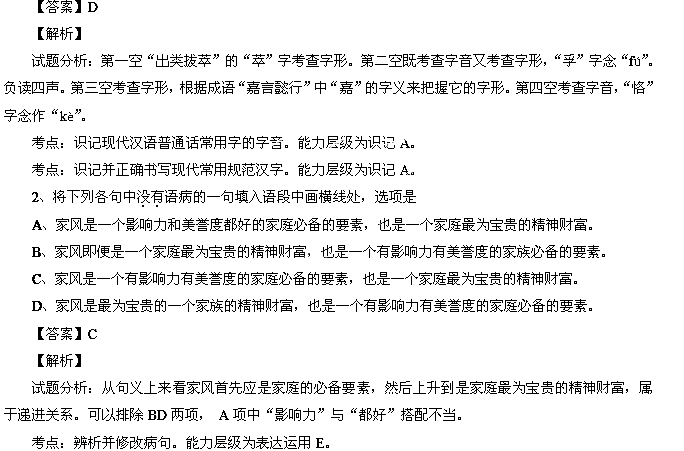 【答案】D
【解析】
试题分析：第一空“出类拔萃”的“萃”字考查字形。第二空既考查字音又考查字形，“孚”字念“fú”。
负读四声。第三空考查字形，根据成语“嘉言懿行”中“嘉”的字义来把握它的字形。第四空考查字音，“恪”
字念作“kè”。
考点：识记现代汉语普通话常用字的字音。能力层级为识记 A。
考点：识记并正确书写现代常用规范汉字。能力层级为识记 A。
2、将下列各句中没有语病的一句填入语段中画横线处，选项是
A、家风是一个影响力和美誉度都好的家庭必备的要素，也是一个家庭最为宝贵的精神财富。
B、家风即便是一个家庭最为宝贵的精神财富，也是一个有影响力有美誉度的家族必备的要素。
C、家风是一个有影响力有美誉度的家庭必备的要素，也是一个家庭最为宝贵的精神财富。
D、家风是最为宝贵的一个家族的精神财富，也是一个有影响力有美誉度的家庭必备的要素。
【答案】C
【解析】
试题分析：从句义上来看家风首先应是家庭的必备要素，然后上升到是家庭最为宝贵的精神财富，属
于递进关系。可以排除 BD 两项， A 项中“影响力”与“都好”搭配不当。
考点：辨析并修改病句。能力层级为表达运用 E。